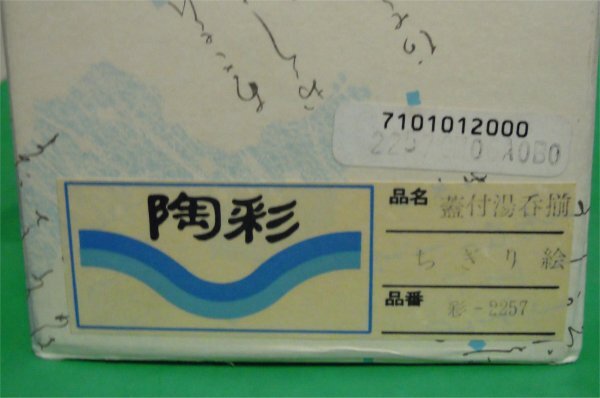 7101012000
陶彩
品名 蓋付湯呑揃
ちぎり絵
品番 彩-2257